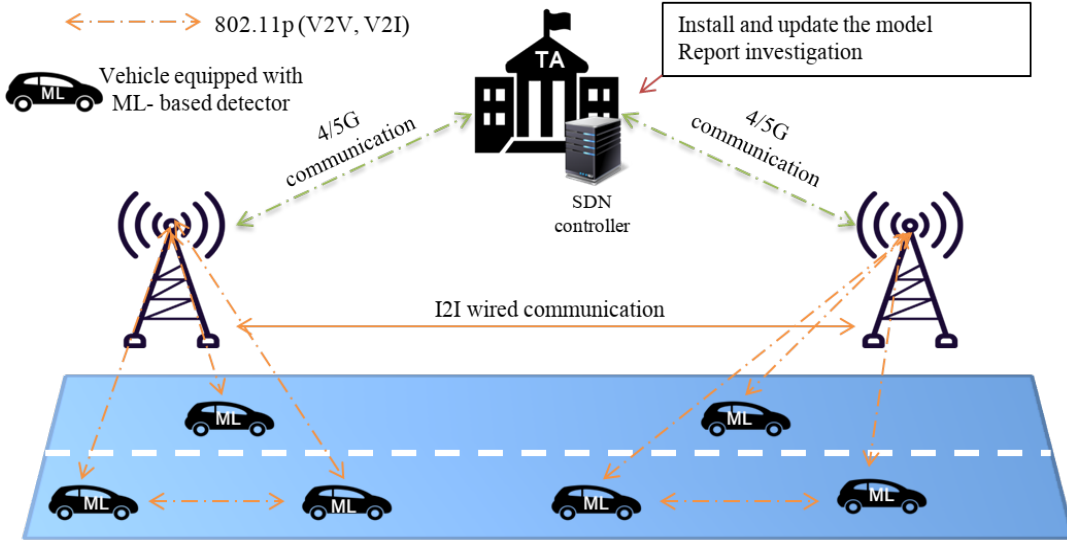 802.11p (V2V, V2I)
Vehicle equipped with
ML- based detector
ML
TA
Install and update the model
Report investigation
4/5G
communication
4/5G
communication
SDN
controller
I2I wired communication
ML
ML
ML
ML
ML
ML